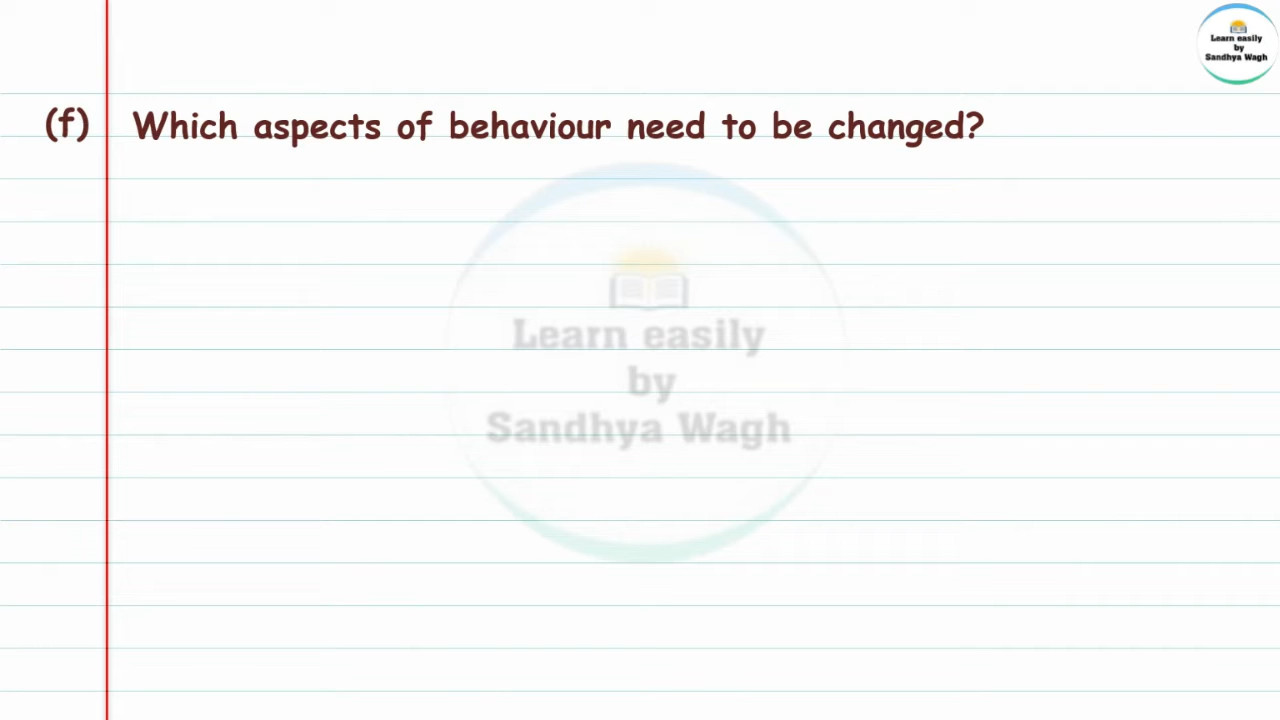 Learn easily
by
Sandhya Wagh
(f) Which aspects of behaviour need to be changed?
Learn easily
by
Sandhya Wagh